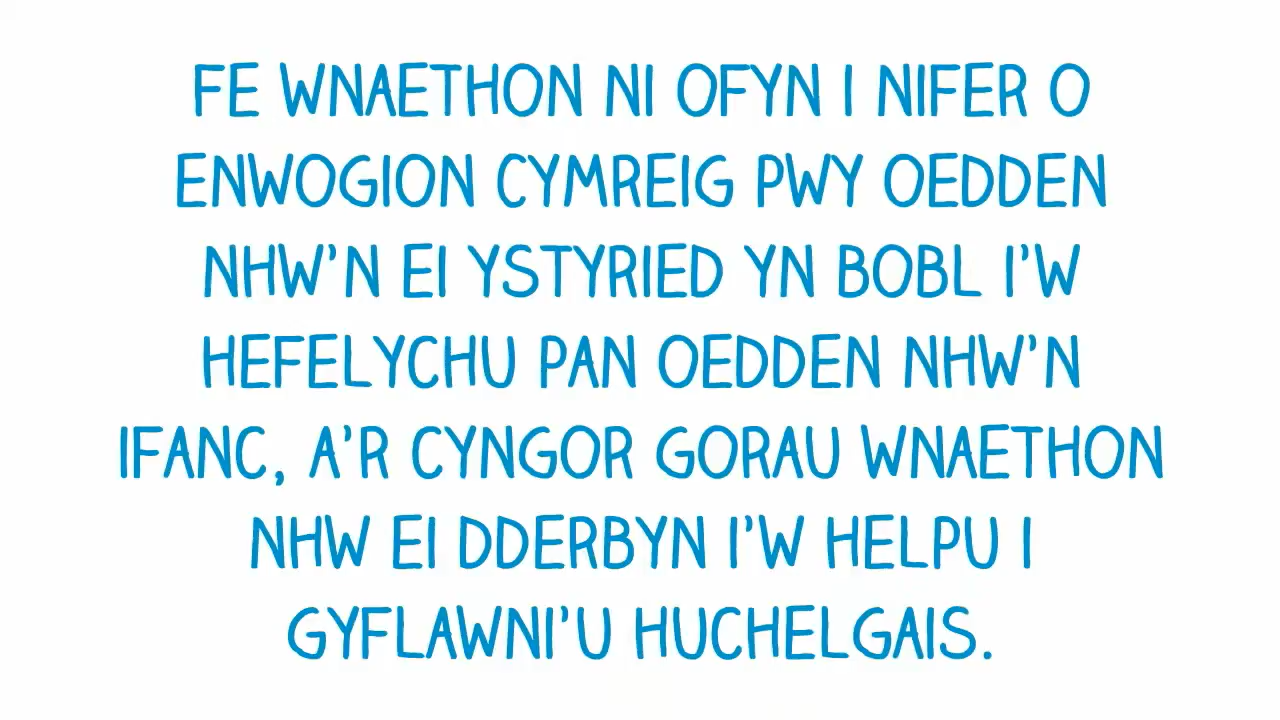 FE WNAETHON NI OFYN I NIFER O
ENWOGION CYMREIG PWY OEDDEN
NHW'N EI YSTYRIED YN BOBL I'W
HEFELYCHU PAN OEDDEN NHW'N
IFANC, A'R CYNGOR GORAU WNAETHON
NHW EI DDERBYN I'W HELPU I
GYFLAWNI'U HUCHELGAIS.